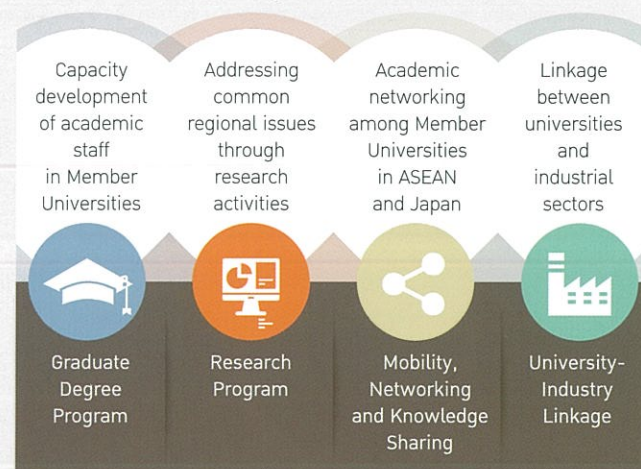 Capacity
development
of academic
staff
in Member
Universities
Addressing
common
regional issues
through
research
activities
Academic
networking
among Member
Universities
in ASEAN
and Japan
Linkage
between
universities
and
industrial
sectors
Graduate
Degree
Program
Research
Program
Mobility,
Networking
and Knowledge
Sharing
University-
Industry
Linkage